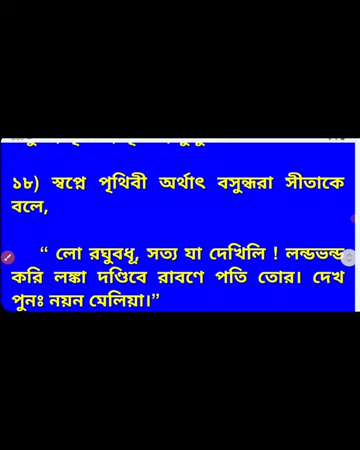 ১৮) স্বপ্নে পৃথিবী অর্থাৎ বসুন্ধরা সীতাকে
বলে,
“ লো রঘুবধূ, সত্য যা দেখিলি ! লন্ডভন্ড
করি লঙ্কা দণ্ডিবে রাবণে পতি তোর। দেখ
পুনঃ নয়ন মেলিয়া।”